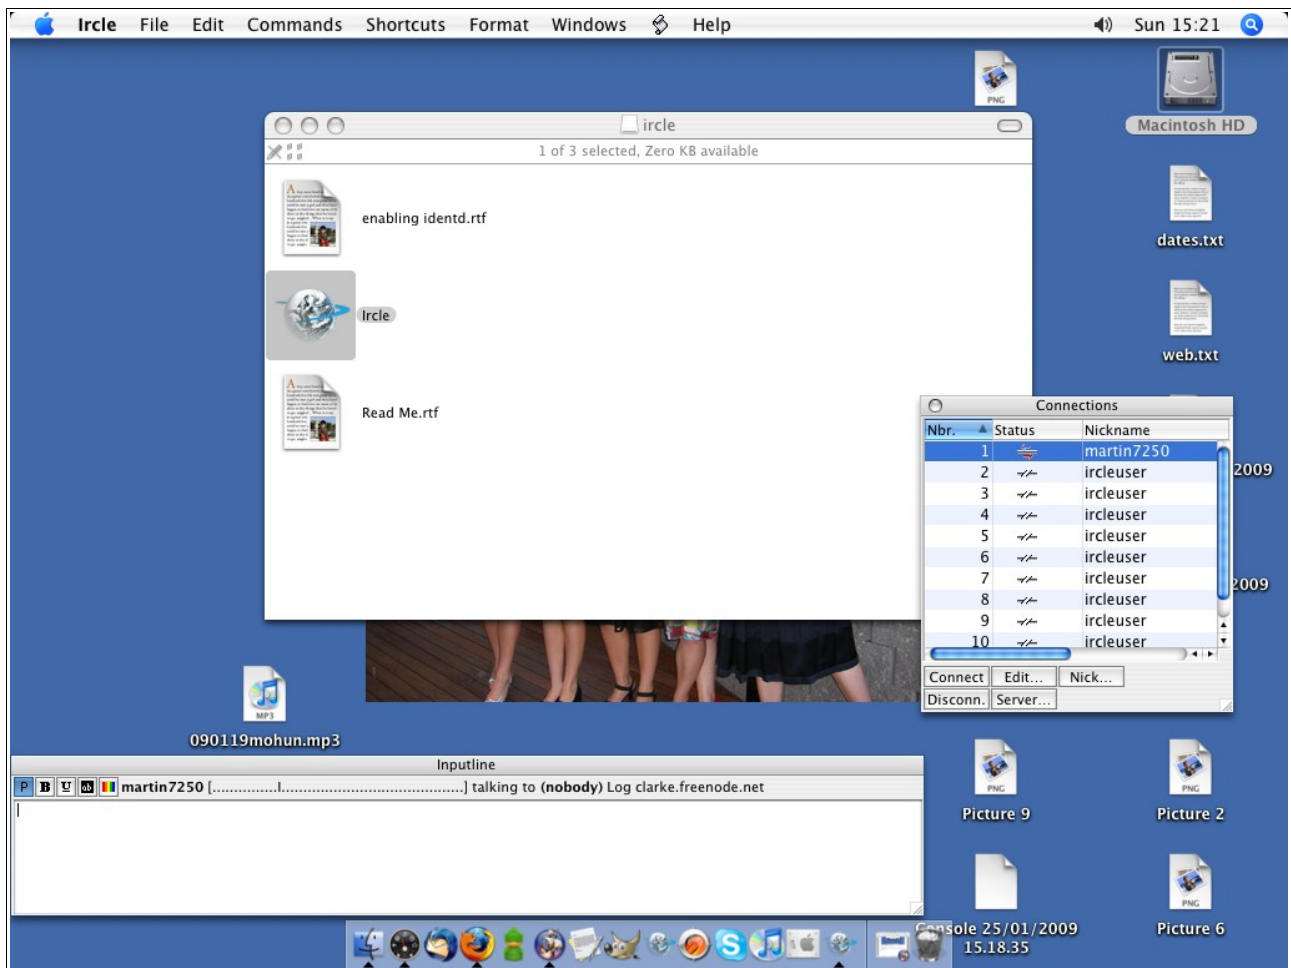 Ircle File Edit Commands Shortcuts Format Windows Help Sun 15:21
PNG
Macintosh HD
ircle
1 of 3 selected, Zero KB available
enabling identd.rtf
dates.txt
Ircle
web.txt
Read Me.rtf
Connections
Nbr. Status Nickname
1 martin7250
2 ircleuser
3 ircleuser
4 ircleuser
5 ircleuser
6 ircleuser
7 ircleuser
8 ircleuser
9 ircleuser
10 ircleuser
2009
2009
Connect Edit... Nick...
Disconn. Server...
MP3
090119mohun.mp3
Inputline
P B U ab martin7250 [...............I..........................................] talking to (nobody) Log clarke.freenode.net
PNG
Picture 9
PNG
Picture 2
Console 25/01/2009
15.18.35
PNG
Picture 6